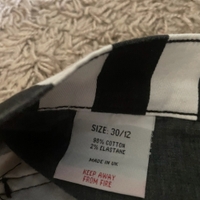 SIZE: 30/12
98% COTTON
2% ELASTANE
MADE IN UK
KEEP AWAY
FROM FIRE